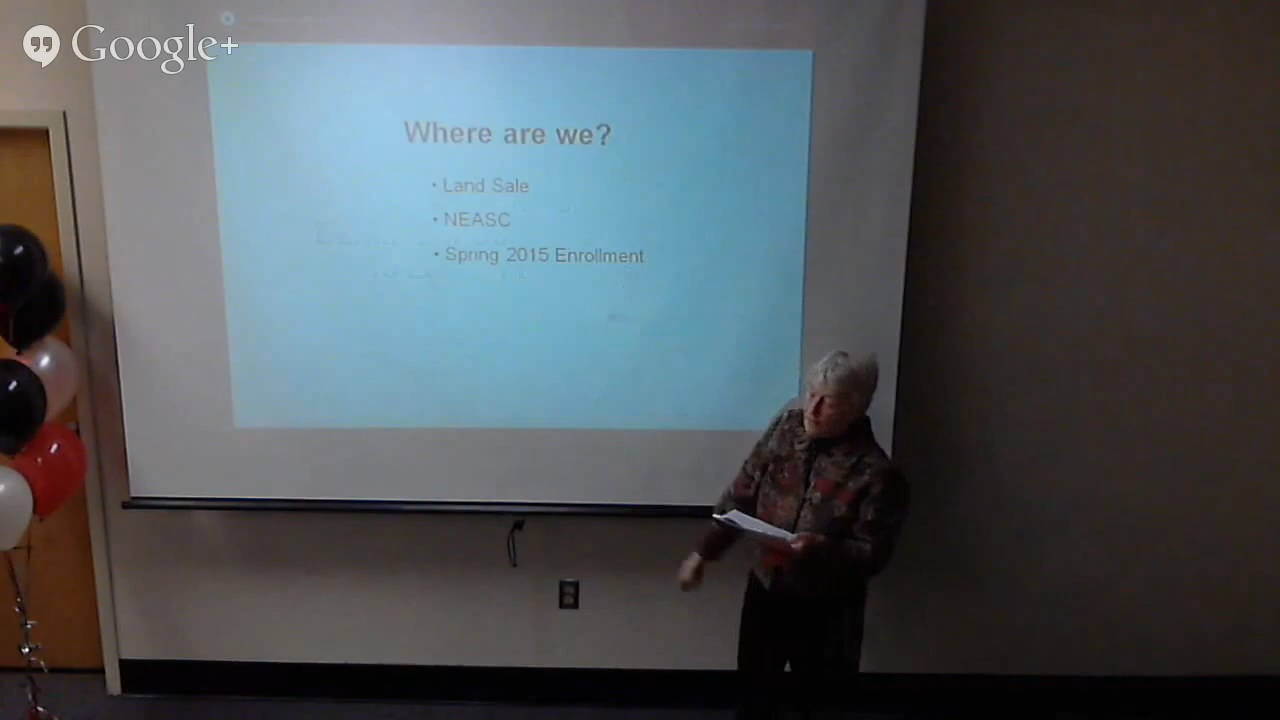 Google+
Where are we?
• Land Sale
• NEASC
• Spring 2015 Enrollment